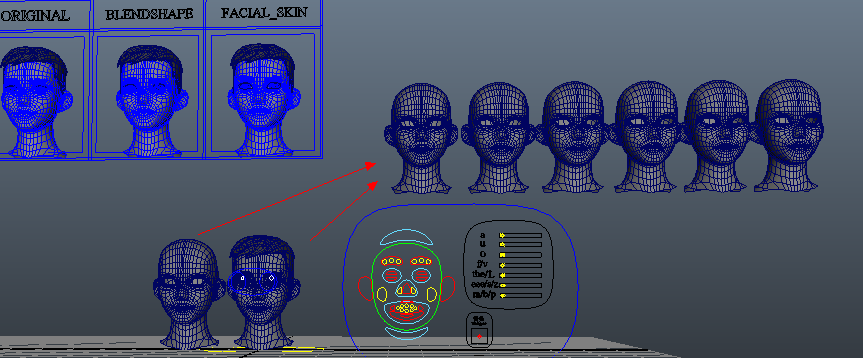 ORIGINAL
BLENDSHAPE
FACIAL_SKIN
a
u
o
f/v
the/L
m/b/p